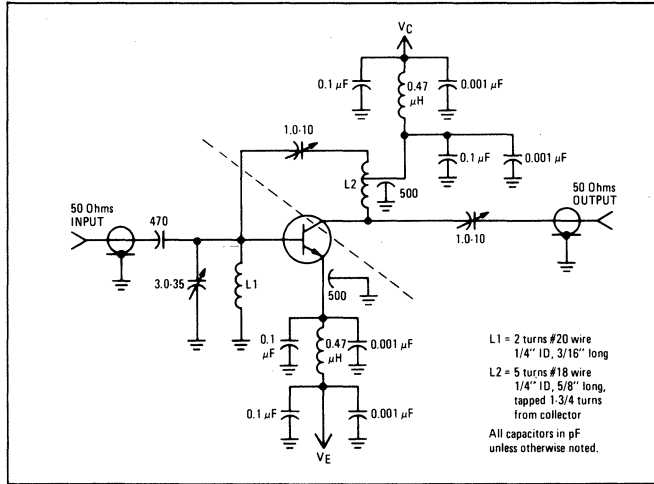 VC
0.1 µF
0.47
µH
0.001 µF
1.0-10
0.1 µF
0.001 µF
L2
500
50 Ohms
INPUT
470
50 Ohms
OUTPUT
1.0-10
3.0-35
L1
500
0.1
µF
0.47
µH
0.001 µF
0.1 µF
0.001 µF
VE
L1 = 2 turns #20 wire
1/4" ID, 3/16" long
L2 = 5 turns #18 wire
1/4" ID, 5/8" long,
tapped 1-3/4 turns
from collector
All capacitors in pF
unless otherwise noted.